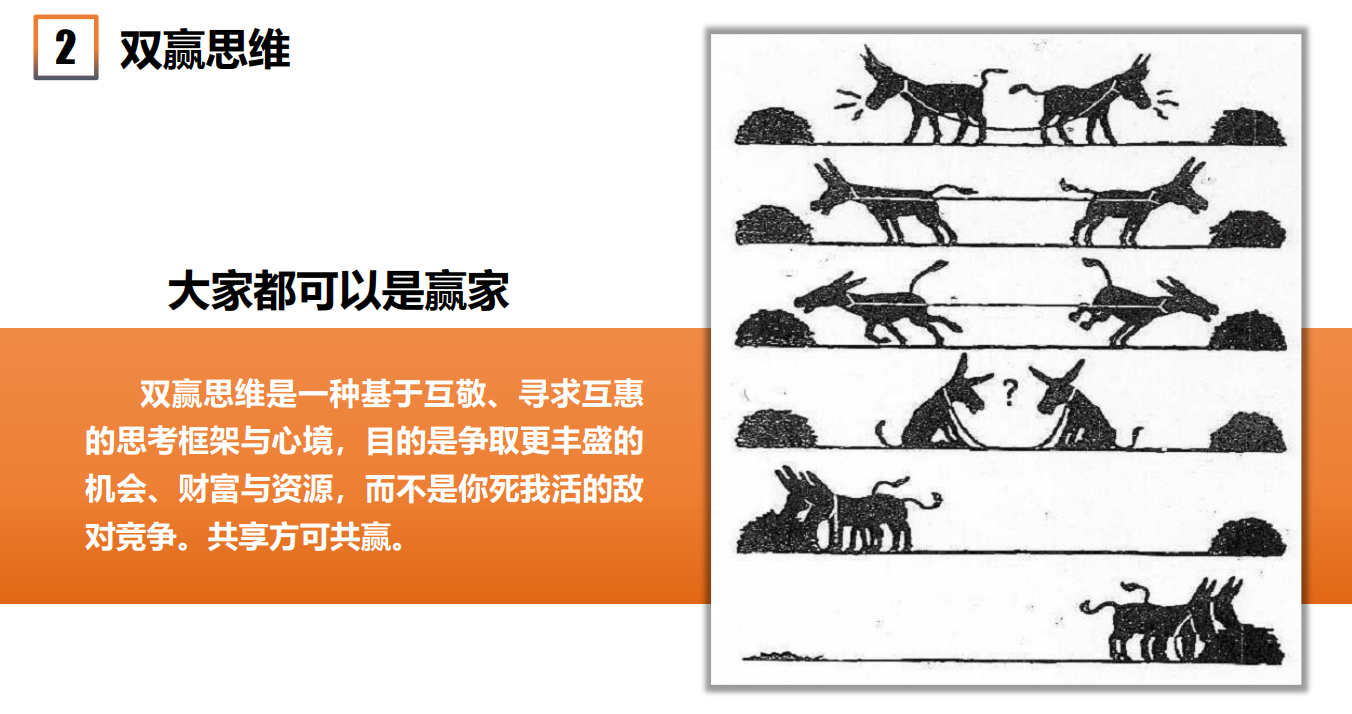 2 双赢思维
大家都可以是赢家
双赢思维是一种基于互敬、寻求互惠
的思考框架与心境，目的是争取更丰盛的
机会、财富与资源，而不是你死我活的敌
对竞争。共享方可共赢。
?